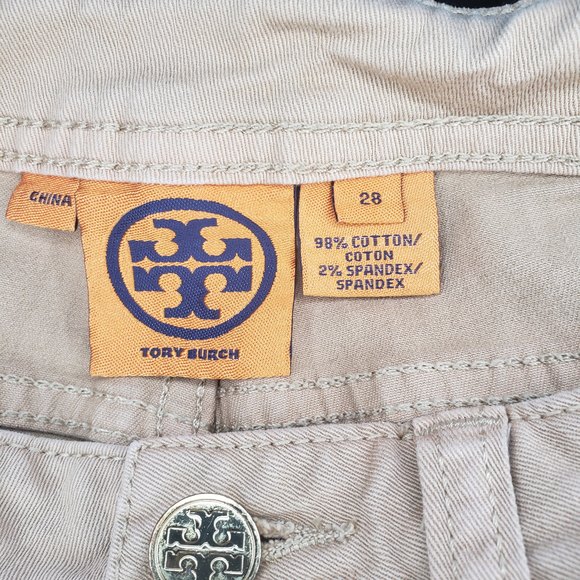 CHINA
TORY BURCH
28
98% COTTON/
COTON
2% SPANDEX/
SPANDEX